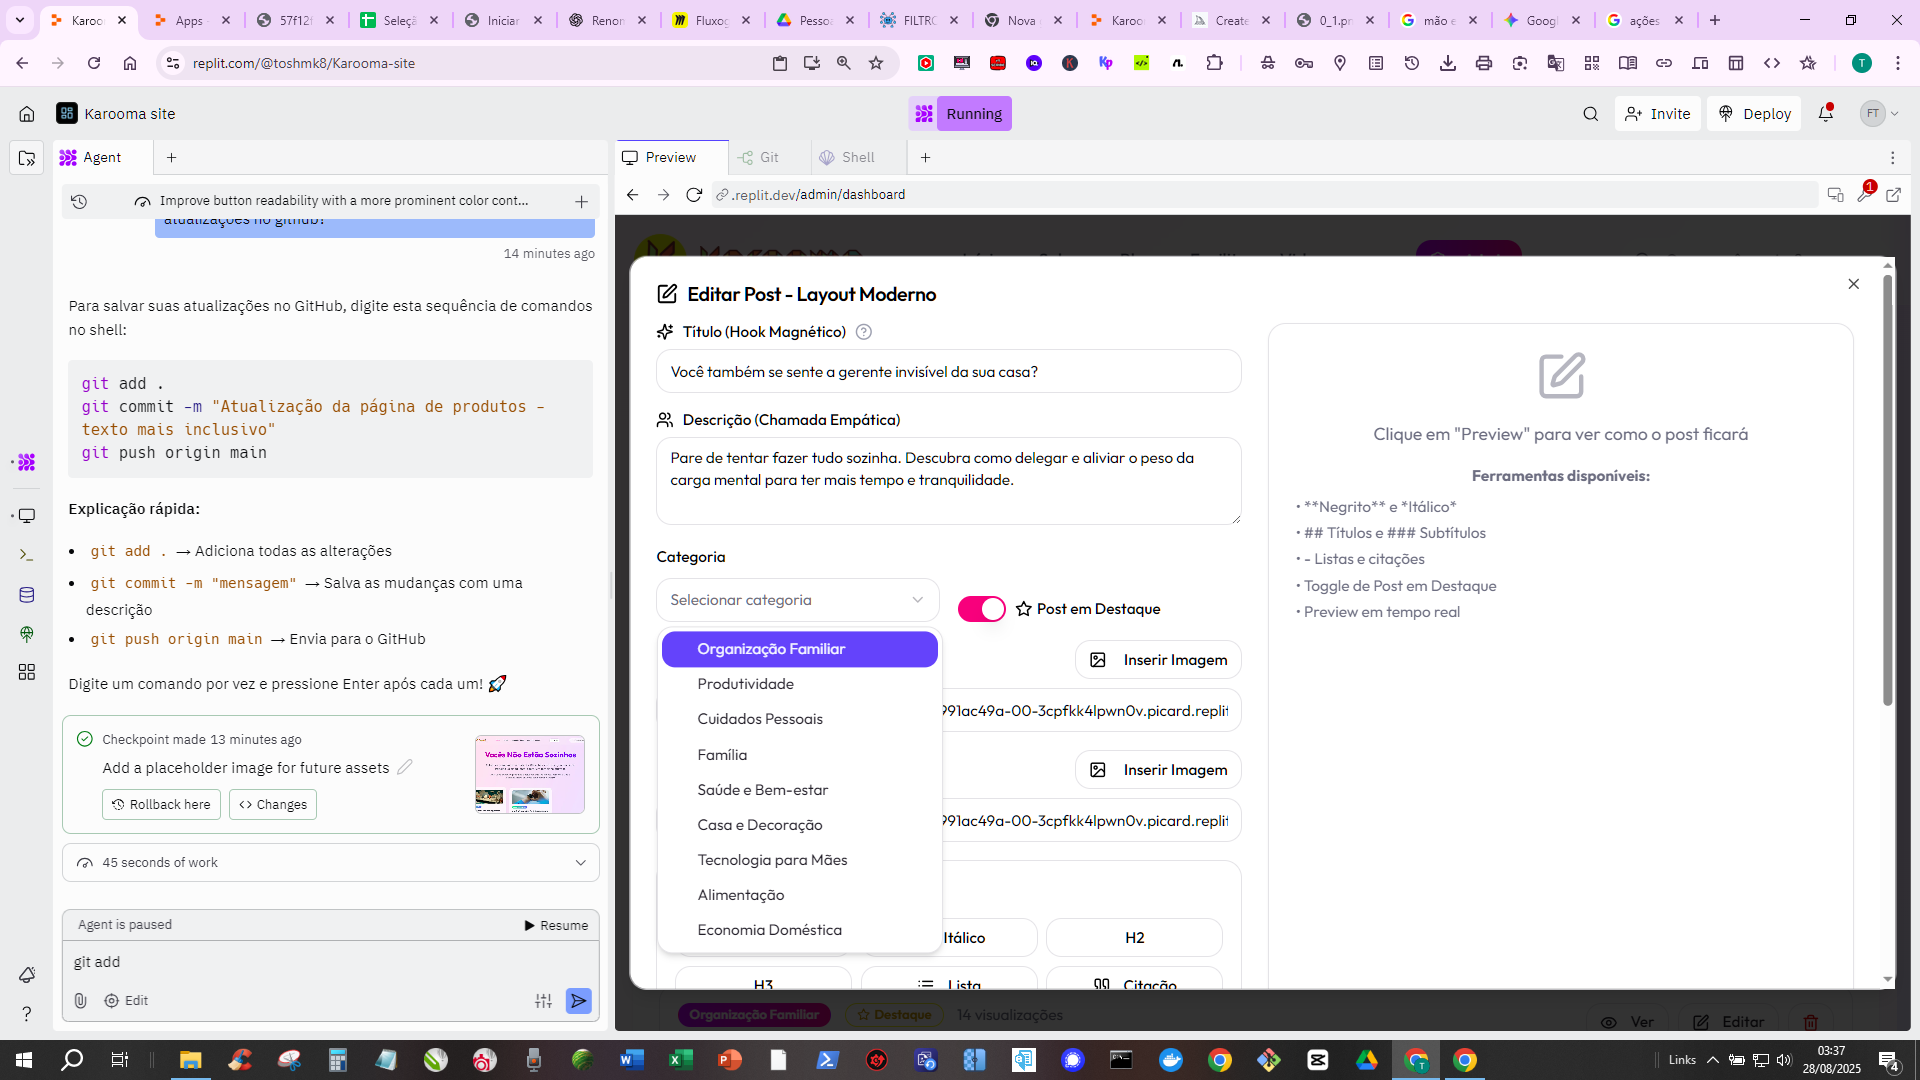 Karoo
Apps
57f12f
Seleçã
Iniciar
Renon
Fluxog
Pessoa
FILTRO
Nova
Karoo
Create
0_1.pr
mão e
Googl
ações
replit.com/@toshmk8/Karooma-site
T
Karooma site
Running
Invite
Deploy
FT
Agent
Preview
Git
Shell
Improve button readability with a more prominent color cont...
.replit.dev/admin/dashboard
1
atualizações no github?
14 minutes ago
Para salvar suas atualizações no GitHub, digite esta sequência de comandos
no shell:
git add .
git commit -m "Atualização da página de produtos -
texto mais inclusivo"
git push origin main
Explicação rápida:
• git add . → Adiciona todas as alterações
• git commit -m "mensagem" → Salva as mudanças com uma
descrição
• git push origin main → Envia para o GitHub
Digite um comando por vez e pressione Enter após cada um! 🚀
Checkpoint made 13 minutes ago
Add a placeholder image for future assets
Rollback here
Changes
Vocês Não Estão Sozinhos
45 seconds of work
Agent is paused
Resume
git add
Edit
Editar Post - Layout Moderno
Título (Hook Magnético)
Você também se sente a gerente invisível da sua casa?
Descrição (Chamada Empática)
Pare de tentar fazer tudo sozinha. Descubra como delegar e aliviar o peso da
carga mental para ter mais tempo e tranquilidade.
Categoria
Selecionar categoria
Post em Destaque
Organização Familiar
Produtividade
Cuidados Pessoais
Família
Saúde e Bem-estar
Casa e Decoração
Tecnologia para Mães
Alimentação
Economia Doméstica
Inserir Imagem
991ac49a-00-3cpfkk4lpwn0v.picard.replit
Inserir Imagem
991ac49a-00-3cpfkk4lpwn0v.picard.replit
Itálico
H2
H3
Lista
Citação
Clique em "Preview" para ver como o post ficará
Ferramentas disponíveis:
• **Negrito** e *Itálico*
• ## Títulos e ### Subtítulos
• - Listas e citações
• Toggle de Post em Destaque
• Preview em tempo real
Organização Familiar
Destaque
14 visualizações
Ver
Editar
Links
03:37
28/08/2025
4